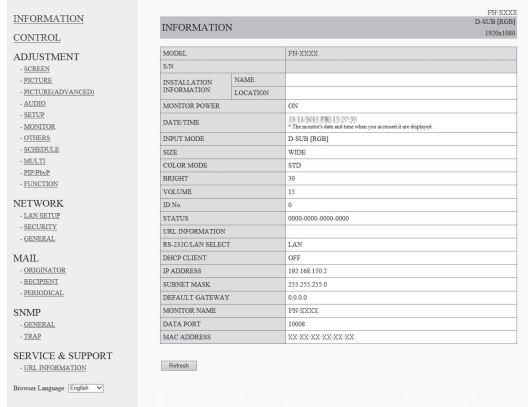 INFORMATION
CONTROL
ADJUSTMENT
- SCREEN
- PICTURE
- PICTURE(ADVANCED)
- AUDIO
- SETUP
- MONITOR
- OTHERS
- SCHEDULE
- MULTI
- PIP/PbyP
- FUNCTION
NETWORK
- LAN SETUP
- SECURITY
- GENERAL
MAIL
- ORIGINATOR
- RECIPIENT
- PERIODICAL
SNMP
- GENERAL
- TRAP
SERVICE & SUPPORT
- URL INFORMATION
Browser Language English
PN-XXXX
INFORMATION D-SUB [RGB]
1920x1080
MODEL PN-XXXX
S/N
INSTALLATION INFORMATION NAME
LOCATION
MONITOR POWER ON
DATE/TIME
* The monitor's date and time when you accessed it are displayed.
INPUT MODE D-SUB [RGB]
SIZE WIDE
COLOR MODE STD
BRIGHT 30
VOLUME 15
ID No. 0
STATUS 0000-0000-0000-0000
URL INFORMATION
RS-232C/LAN SELECT LAN
DHCP CLIENT OFF
IP ADDRESS 192.168.150.2
SUBNET MASK 255.255.255.0
DEFAULT GATEWAY 0.0.0.0
MONITOR NAME PN-XXXX
DATA PORT 10008
MAC ADDRESS XX-XX-XX-XX-XX-XX
Refresh